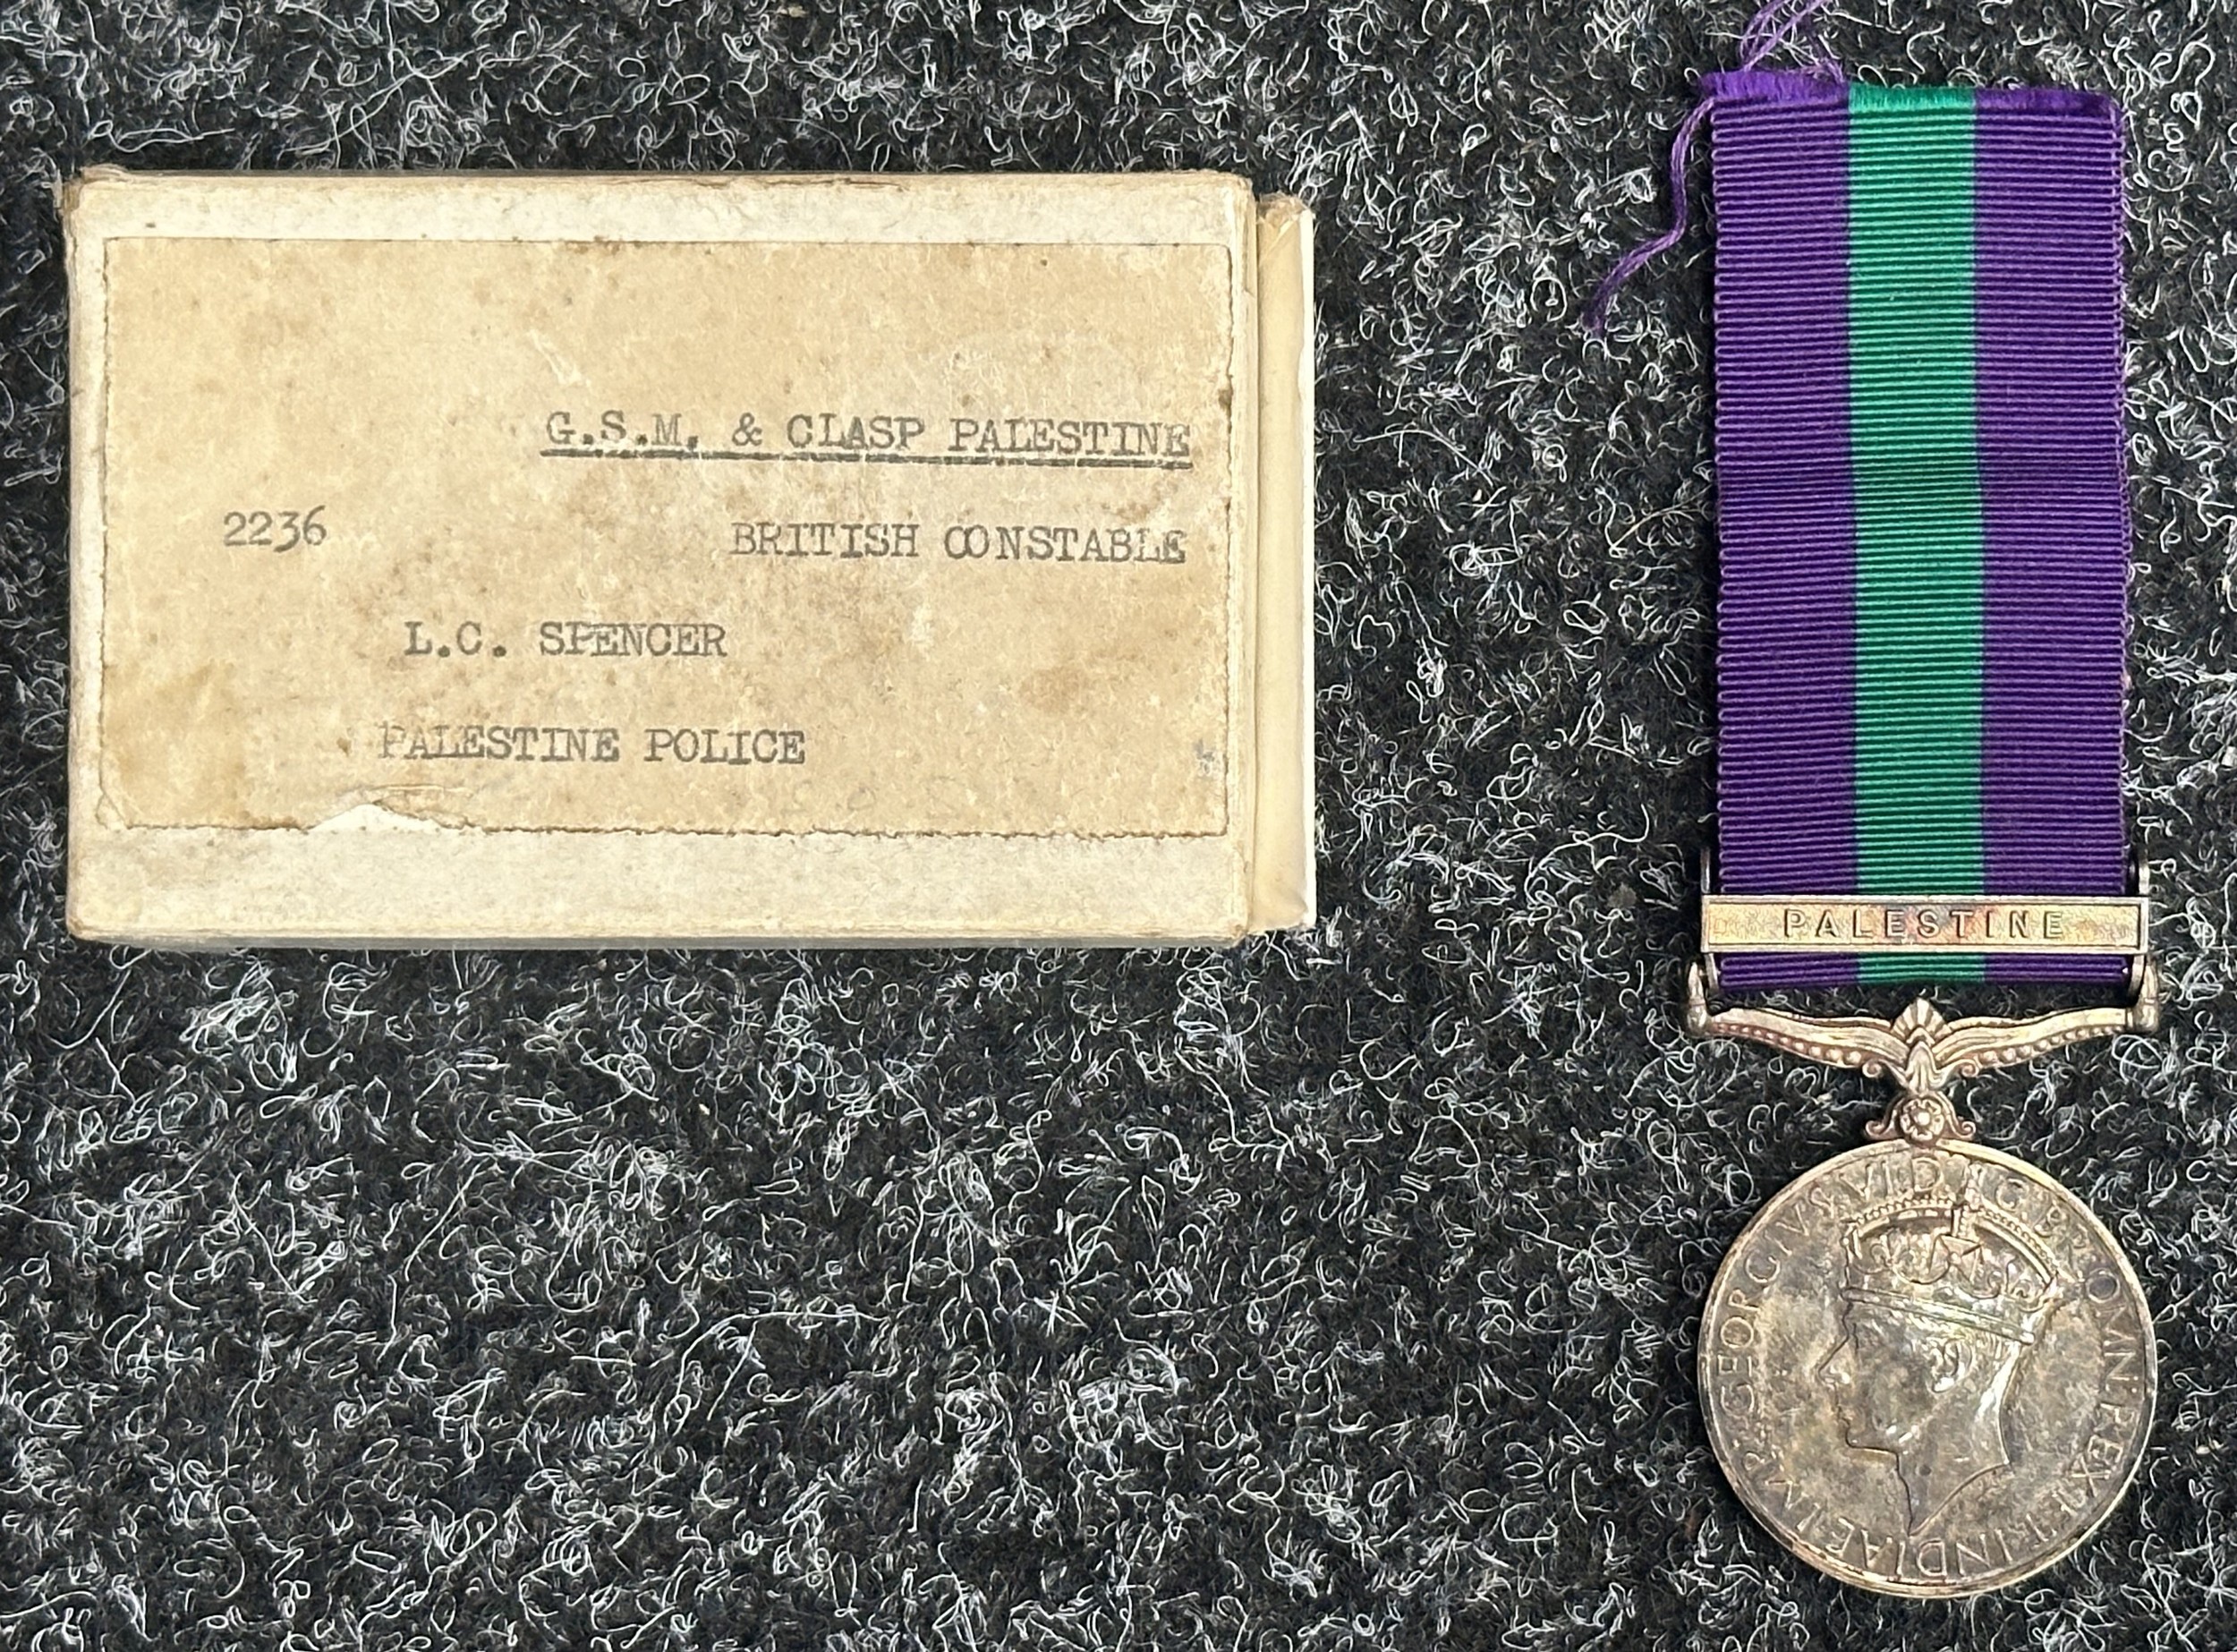 G.S.M. & CLASP PALESTINE
2236 BRITISH CONSTABLE
L.C. SPENCER
PALESTINE POLICE
PALESTINE
GEORGIVS VI D:G:BR:OMN:REX ET INDIAE IMP: